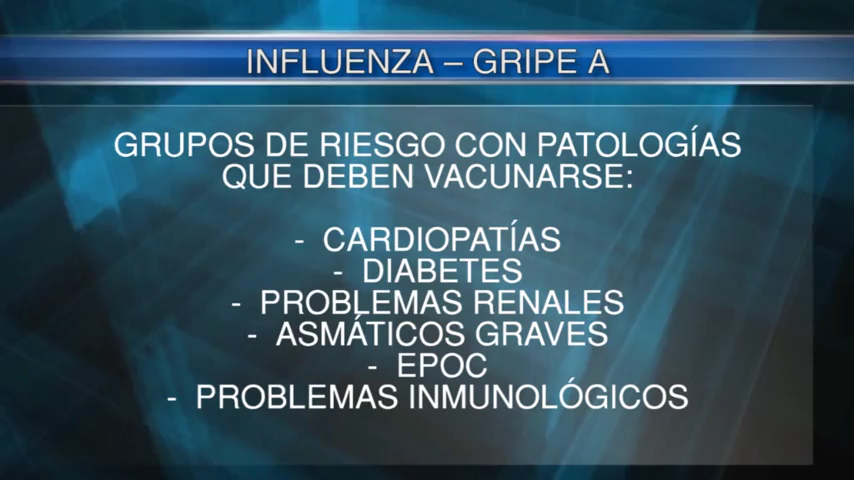 INFLUENZA – GRIPE A
GRUPOS DE RIESGO CON PATOLOGÍAS
QUE DEBEN VACUNARSE:
- CARDIOPATÍAS
- DIABETES
- PROBLEMAS RENALES
- ASMÁTICOS GRAVES
- EPOC
- PROBLEMAS INMUNOLÓGICOS